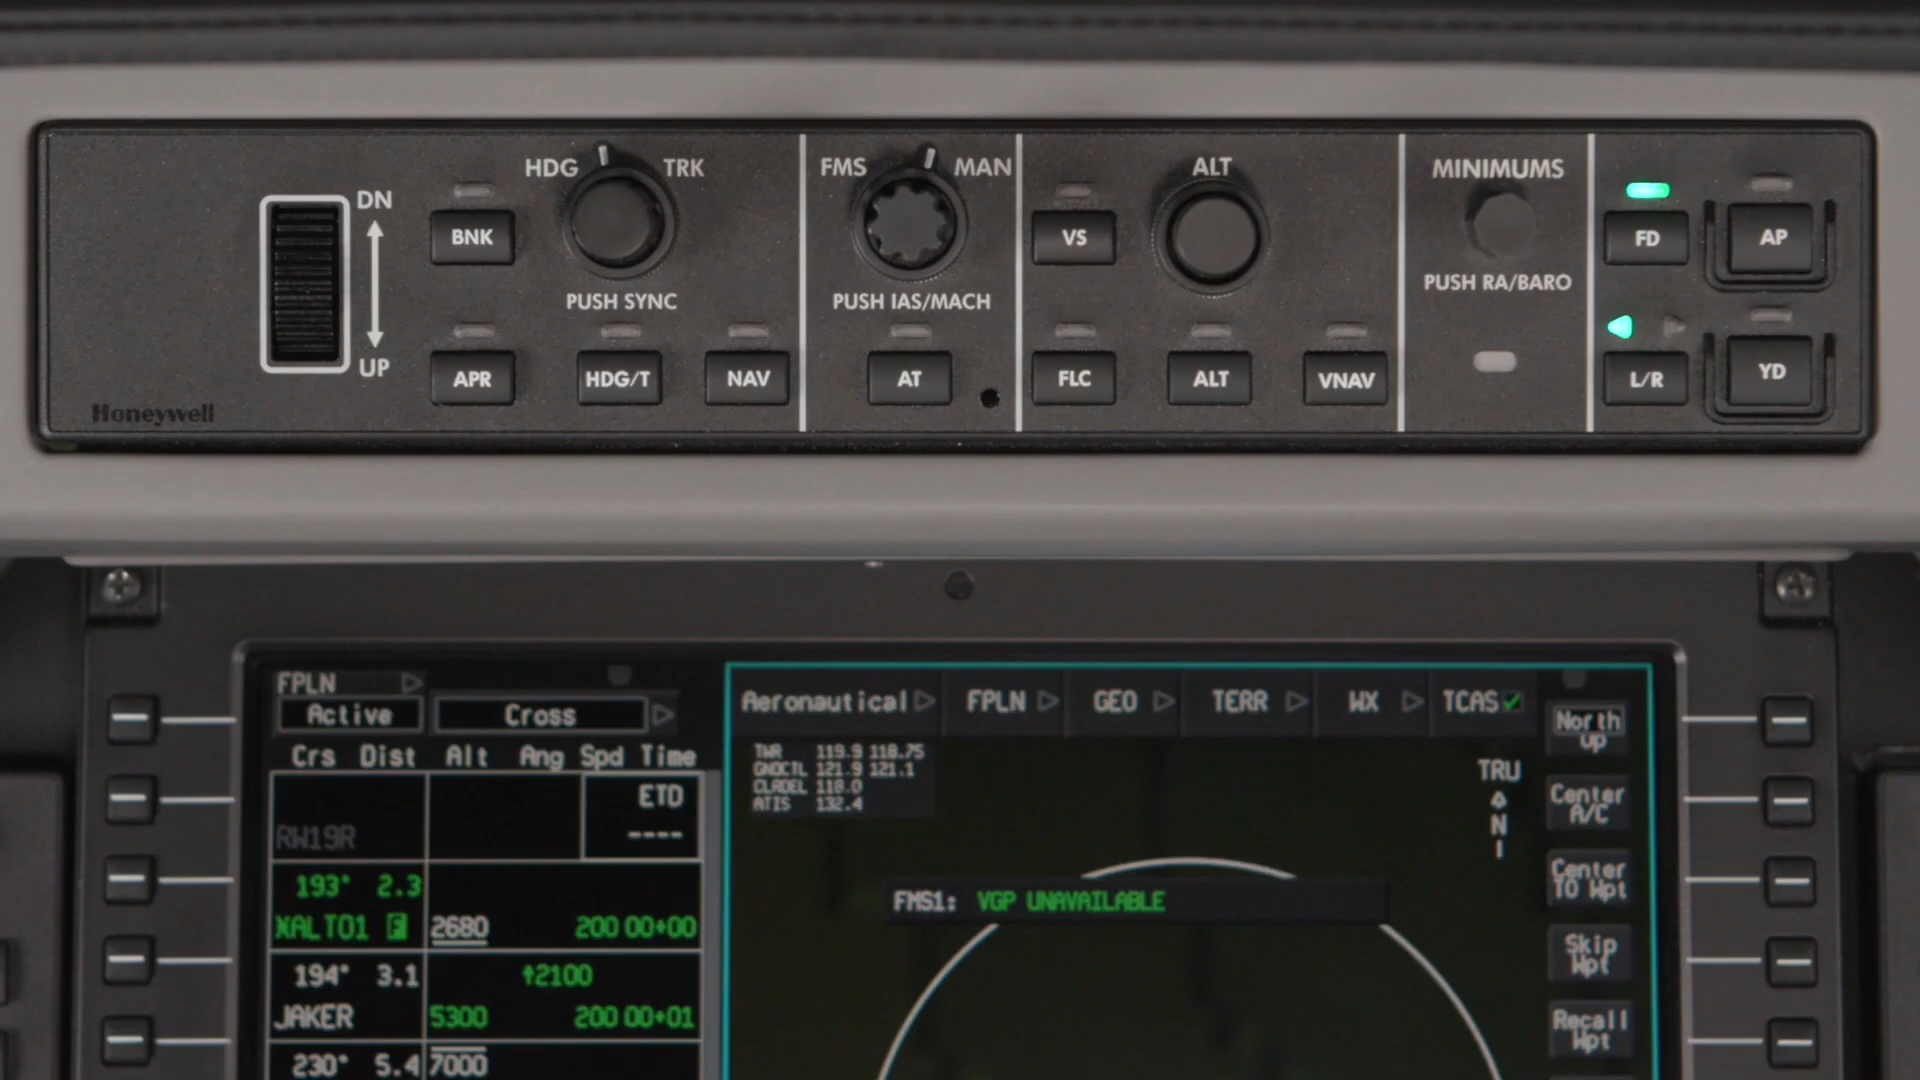 HDG TRK FMS MAN ALT MINIMUMS
DN
BNK VS FD AP
PUSH SYNC PUSH IAS/MACH PUSH RA/BARO
UP
APR HDG/T NAV AT FLC ALT VNAV L/R YD
Honeywell
FPLN
Active Cross
Crs Dist Alt Ang Spd Time
ETD
RW19R ----
193° 2.3
XALTO1 F 2680 200 00+00
194° 3.1 ↑2100
JAKER 5300 200 00+01
230° 5.4 7000
Aeronautical FPLN GEO TERR WX TCAS
TWR 119.9 118.75
GNDCTL 121.9 121.1
CLRDEL 118.0
ATIS 132.4
TRU
N
FMS1: VGP UNAVAILABLE
North
Up
Center
A/C
Center
TO Wpt
Skip
Wpt
Recall
Wpt